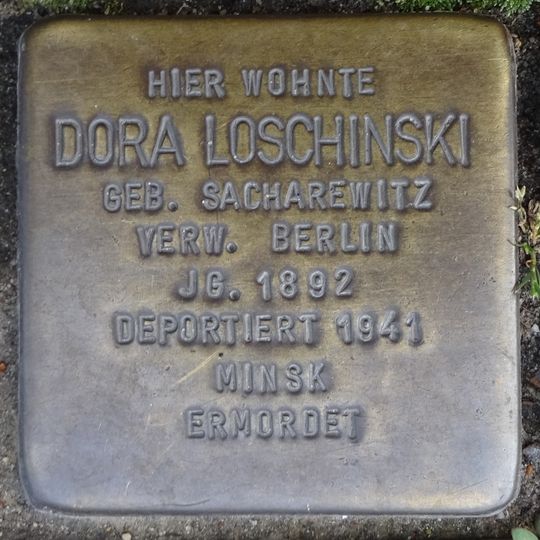 HIER WOHNTE
DORA LOSCHINSKI
GEB. SACHAREWITZ
VERW. BERLIN
JG. 1892
DEPORTIERT 1941
MINSK
ERMORDET